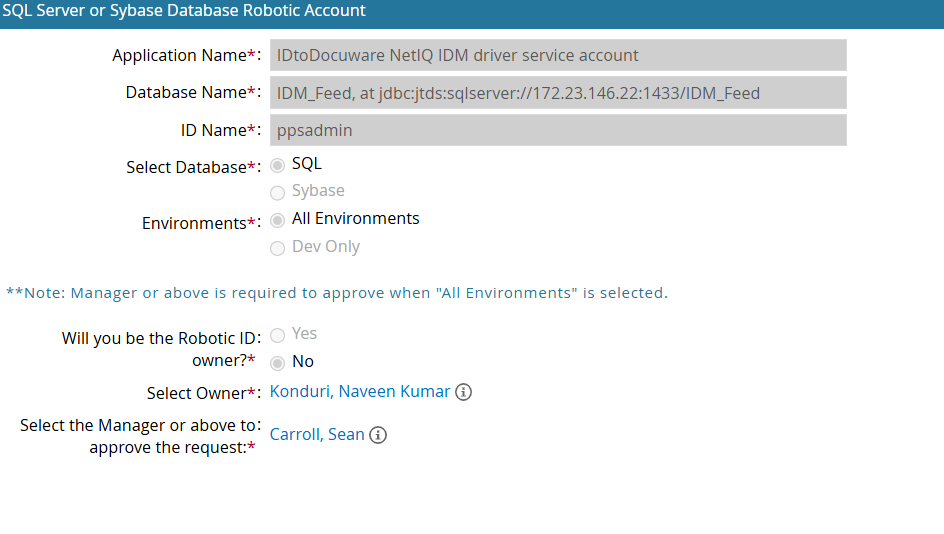 SQL Server or Sybase Database Robotic Account
Application Name*: IDtoDocuware NetIQ IDM driver service account
Database Name*: IDM_Feed, at jdbc:jtds:sqlserver://172.23.146.22:1433/IDM_Feed
ID Name*: ppsadmin
Select Database*: SQL
Sybase
Environments*: All Environments
Dev Only
**Note: Manager or above is required to approve when "All Environments" is selected.
Will you be the Robotic ID: Yes
owner?* No
Select Owner*: Konduri, Naveen Kumar
Select the Manager or above to:
approve the request:* Carroll, Sean